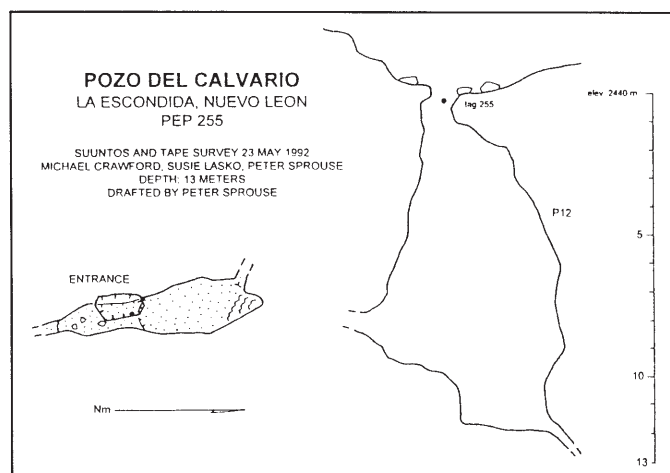 POZO DEL CALVARIO
LA ESCONDIDA, NUEVO LEON
PEP 255
SUUNTOS AND TAPE SURVEY 23 MAY 1992
MICHAEL CRAWFORD, SUSIE LASKO, PETER SPROUSE
DEPTH: 13 METERS
DRAFTED BY PETER SPROUSE
elev. 2440 m
tag 255
P12
5
10
13
ENTRANCE
Nm